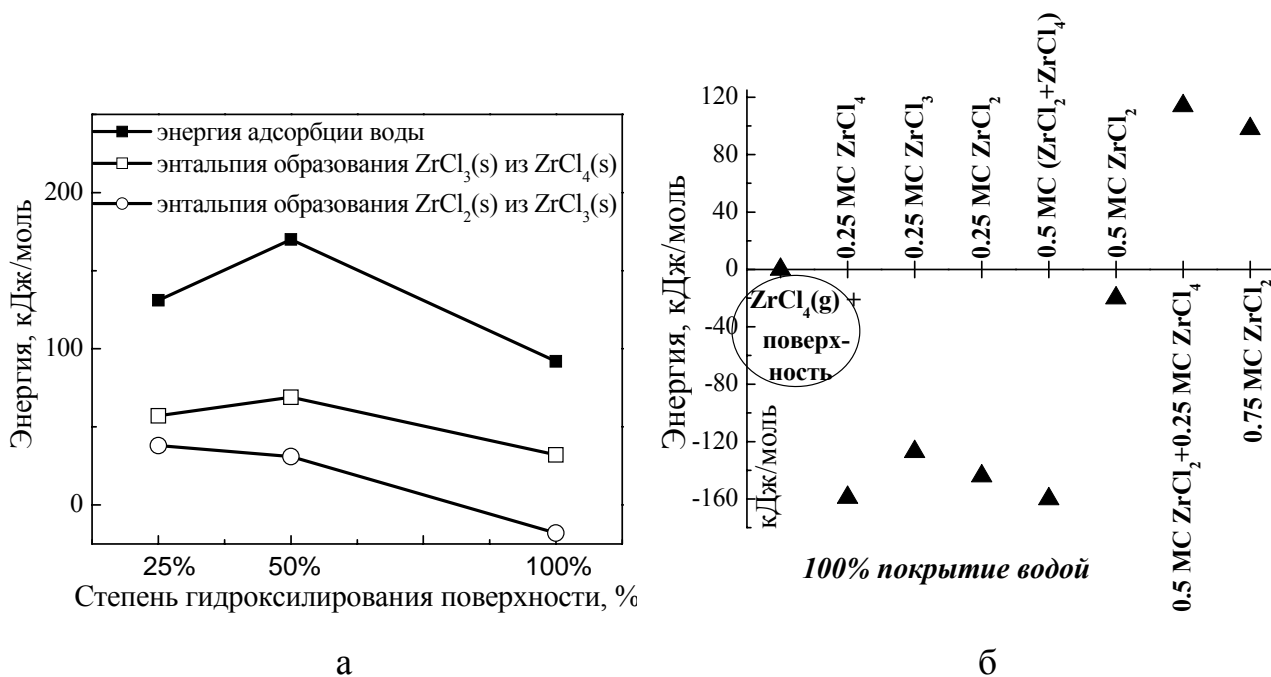 энергия адсорбции воды
энтальпия образования ZrCl₃(s) из ZrCl₄(s)
энтальпия образования ZrCl₂(s) из ZrCl₃(s)
Энергия, кДж/моль
200
100
0
25%
50%
100%
Степень гидроксилирования поверхности, %
а
Энергия, кДж/моль
120
80
40
0
-40
-80
-120
-160
кДж/моль
ZrCl₄(g) +
поверх-
ность
0.25 МС ZrCl₄
0.25 МС ZrCl₃
0.25 МС ZrCl₂
0.5 МС (ZrCl₂+ZrCl₄)
0.5 МС ZrCl₂
0.5 МС ZrCl₂+0.25 МС ZrCl₄
0.75 МС ZrCl₂
100% покрытие водой
б